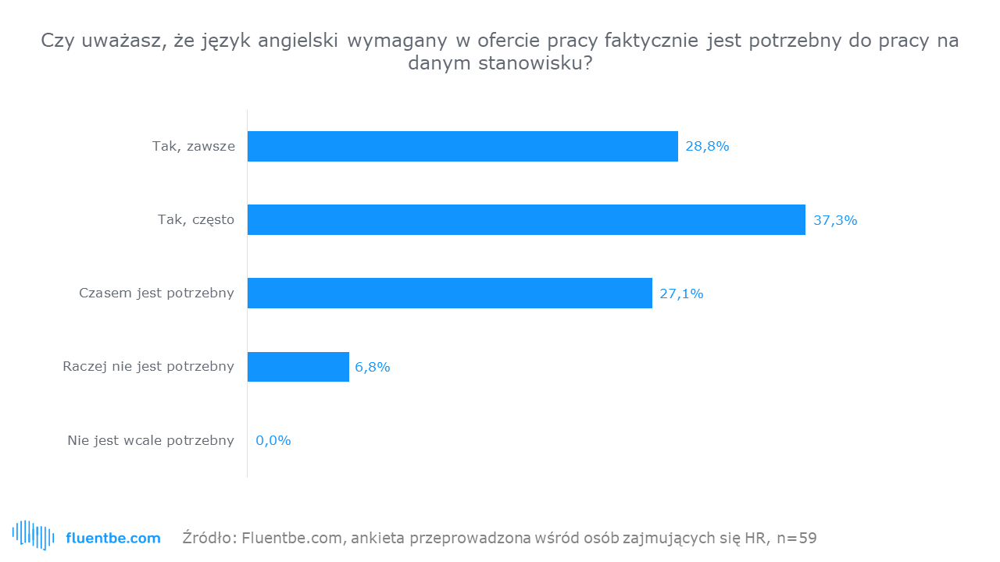 Czy uważasz, że język angielski wymagany w ofercie pracy faktycznie jest potrzebny do pracy na
danym stanowisku?
Tak, zawsze 28,8%
Tak, często 37,3%
Czasem jest potrzebny 27,1%
Raczej nie jest potrzebny 6,8%
Nie jest wcale potrzebny 0,0%
fluentbe.com Źródło: Fluentbe.com, ankieta przeprowadzona wśród osób zajmujących się HR, n=59